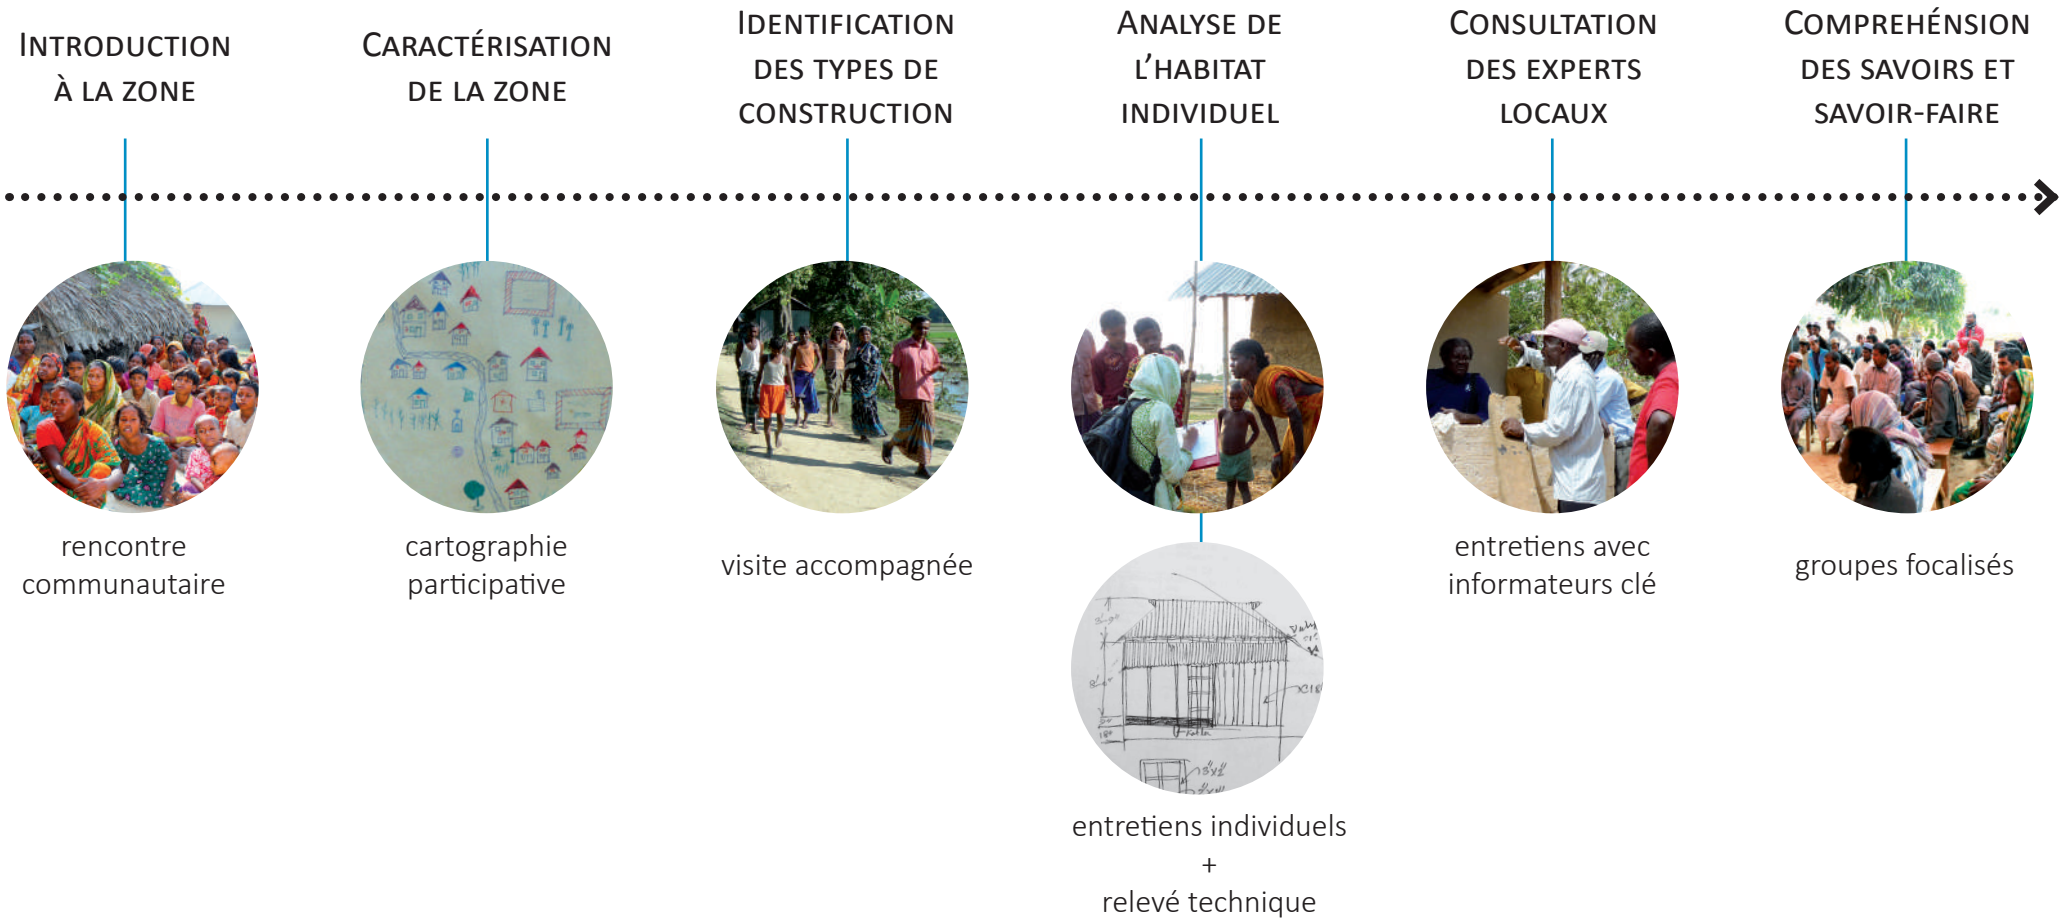 INTRODUCTION
À LA ZONE
CARACTÉRISATION
DE LA ZONE
IDENTIFICATION
DES TYPES DE
CONSTRUCTION
ANALYSE DE
L’HABITAT
INDIVIDUEL
CONSULTATION
DES EXPERTS
LOCAUX
COMPREHÉNSION
DES SAVOIRS ET
SAVOIR-FAIRE
rencontre
communautaire
cartographie
participative
visite accompagnée
entretiens avec
informateurs clé
groupes focalisés
entretiens individuels
+
relevé technique